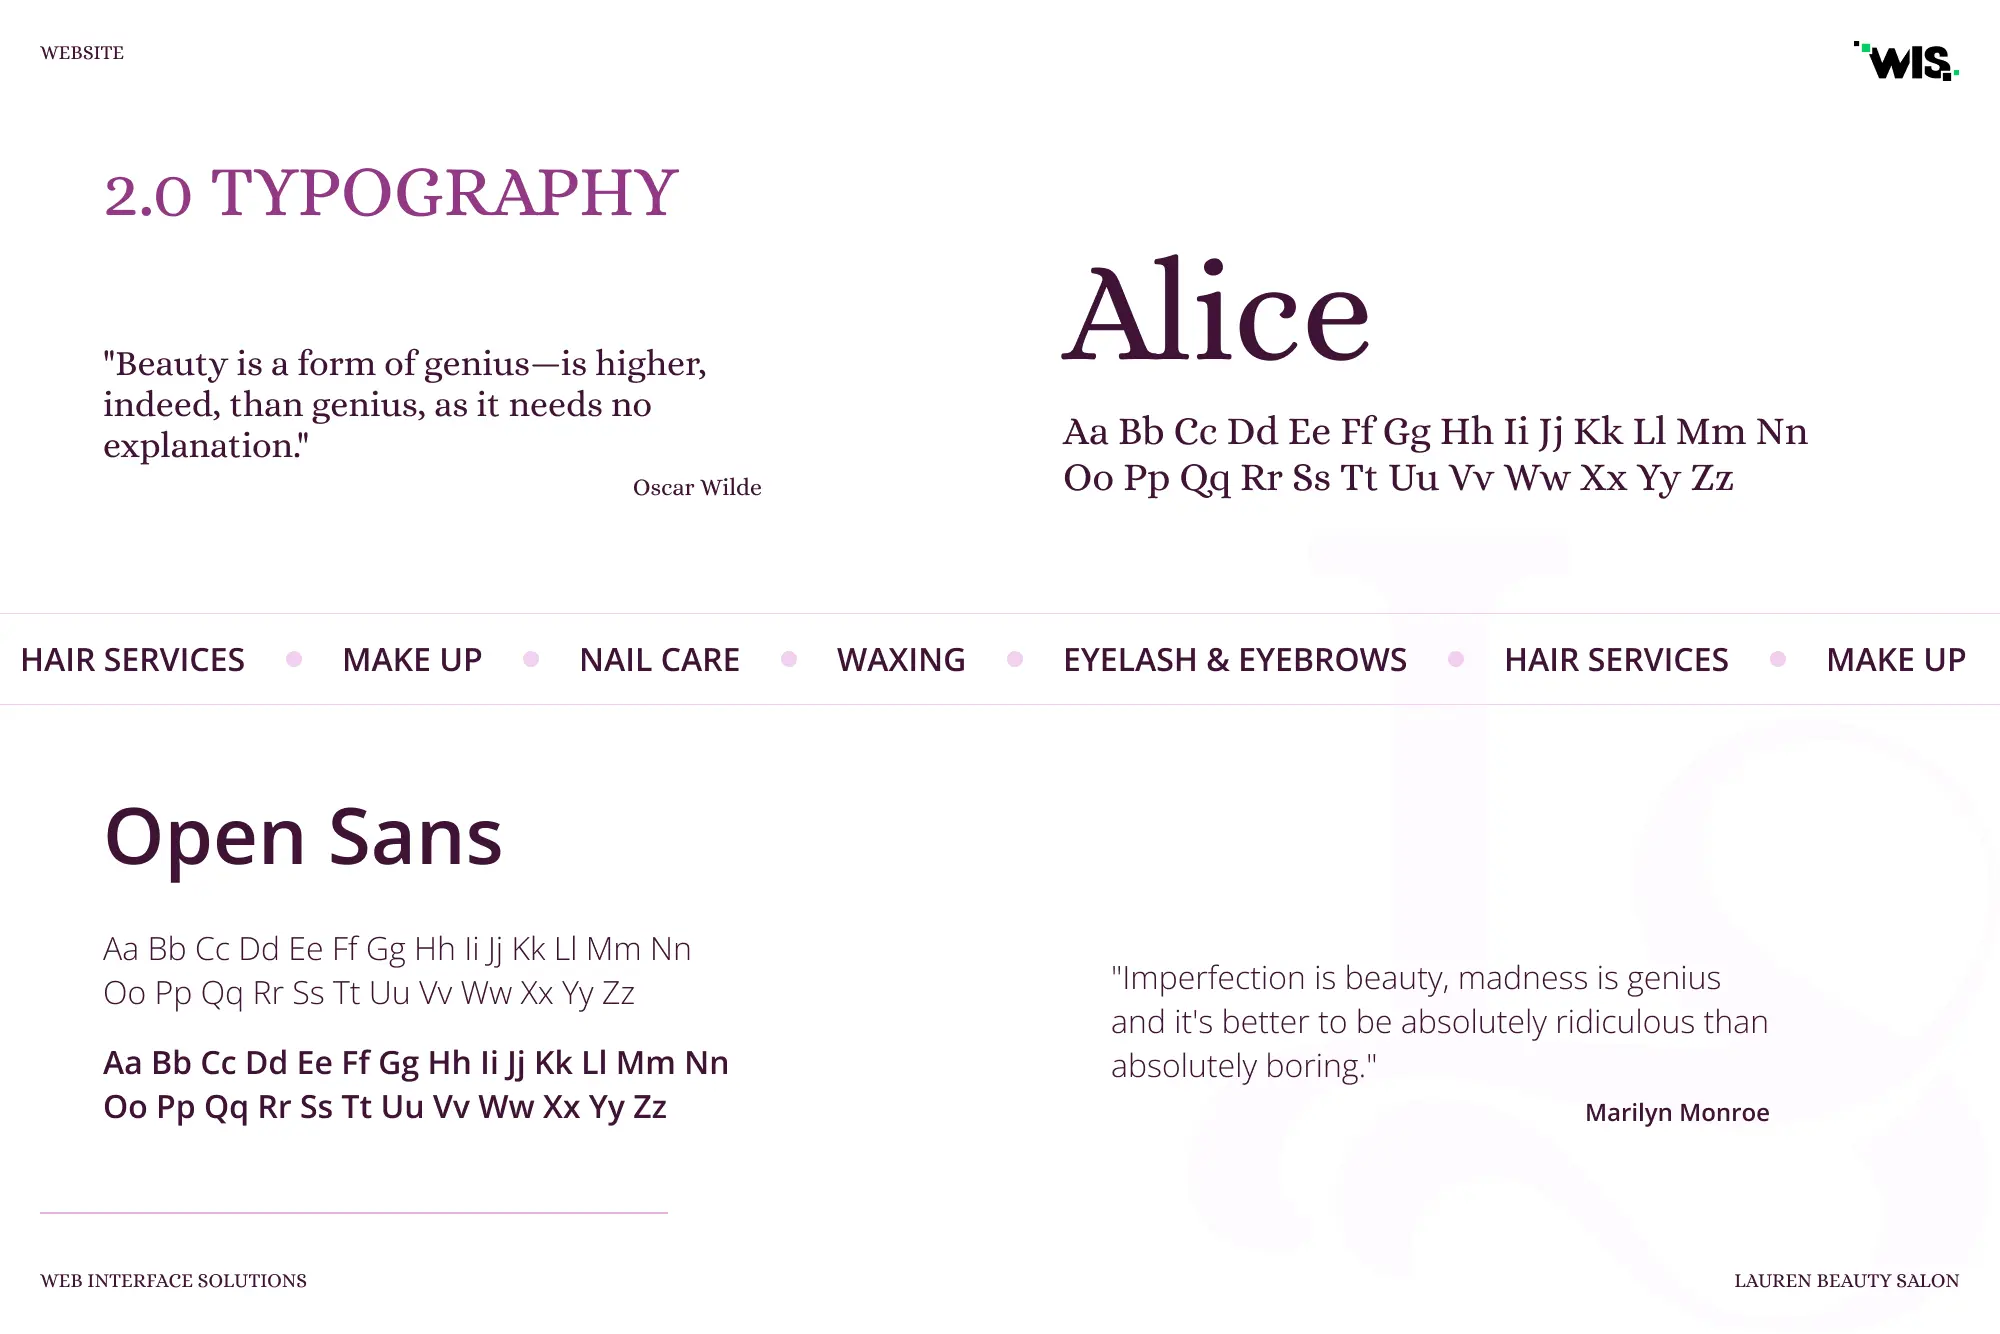 WEBSITE
WIS.
2.0 TYPOGRAPHY
Alice
"Beauty is a form of genius—is higher,
indeed, than genius, as it needs no
explanation."
Oscar Wilde
Aa Bb Cc Dd Ee Ff Gg Hh Ii Jj Kk Ll Mm Nn
Oo Pp Qq Rr Ss Tt Uu Vv Ww Xx Yy Zz
HAIR SERVICES MAKE UP NAIL CARE WAXING EYELASH & EYEBROWS HAIR SERVICES MAKE UP
Open Sans
Aa Bb Cc Dd Ee Ff Gg Hh Ii Jj Kk Ll Mm Nn
Oo Pp Qq Rr Ss Tt Uu Vv Ww Xx Yy Zz
Aa Bb Cc Dd Ee Ff Gg Hh Ii Jj Kk Ll Mm Nn
Oo Pp Qq Rr Ss Tt Uu Vv Ww Xx Yy Zz
"Imperfection is beauty, madness is genius
and it's better to be absolutely ridiculous than
absolutely boring."
Marilyn Monroe
WEB INTERFACE SOLUTIONS
LAUREN BEAUTY SALON